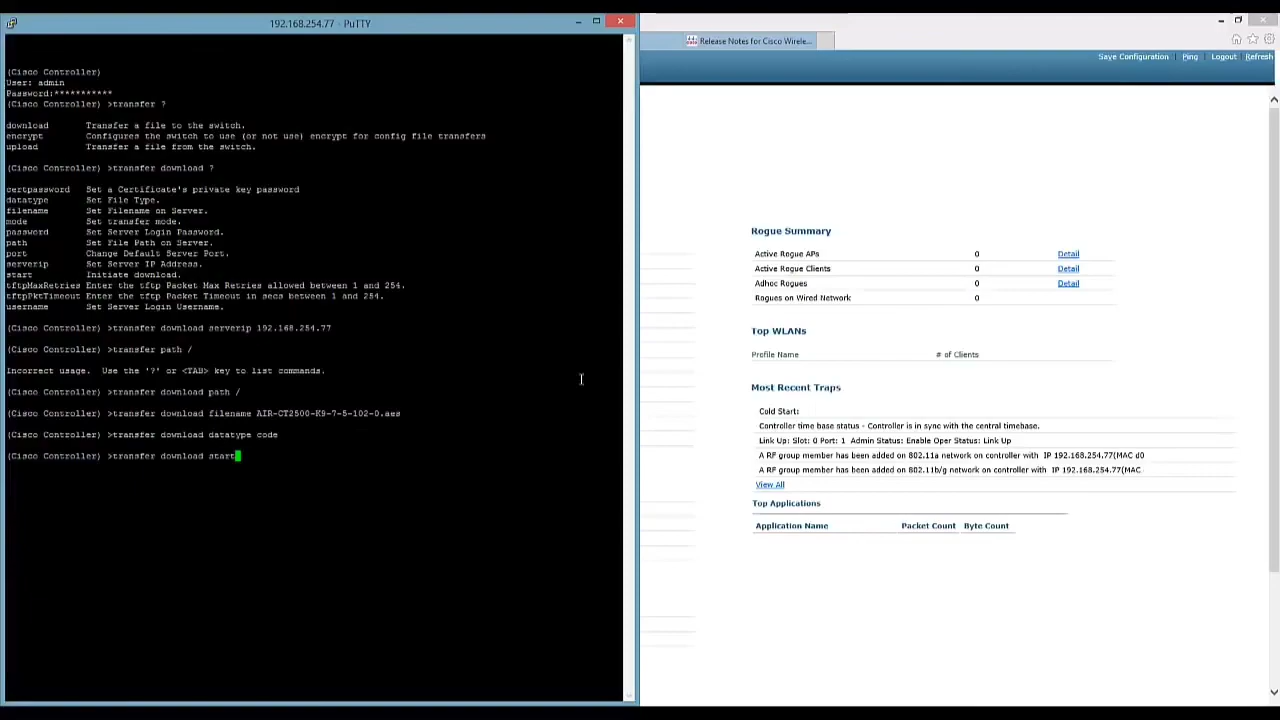 192.168.254.77 - PuTTY
(Cisco Controller)
User: admin
Password:***********
(Cisco Controller) >transfer ?
download Transfer a file to the switch.
encrypt Configures the switch to use (or not use) encrypt for config file transfers
upload Transfer a file from the switch.
(Cisco Controller) >transfer download ?
certpassword Set a Certificate's private key password
datatype Set File Type.
filename Set Filename on Server.
mode Set transfer mode.
password Set Server Login Password.
path Set File Path on Server.
port Change Default Server Port.
serverip Set Server IP Address.
start Initiate download.
tftpMaxRetries Enter the tftp Packet Max Retries allowed between 1 and 254.
tftpPktTimeout Enter the tftp Packet Timeout in secs between 1 and 254.
username Set Server Login Username.
(Cisco Controller) >transfer download serverip 192.168.254.77
(Cisco Controller) >transfer path /
Incorrect usage. Use the '?' or <TAB> key to list commands.
(Cisco Controller) >transfer download path /
(Cisco Controller) >transfer download filename AIR-CT2500-K9-7-5-102-0.aes
(Cisco Controller) >transfer download datatype code
(Cisco Controller) >transfer download start
Release Notes for Cisco Wirele...
Save Configuration | Ping | Logout | Refresh
Rogue Summary
Active Rogue APs 0 Detail
Active Rogue Clients 0 Detail
Adhoc Rogues 0 Detail
Rogues on Wired Network 0
Top WLANs
Profile Name # of Clients
Most Recent Traps
Cold Start:
Controller time base status - Controller is in sync with the central timebase.
Link Up: Slot: 0 Port: 1 Admin Status: Enable Oper Status: Link Up
A RF group member has been added on 802.11a network on controller with IP 192.168.254.77(MAC d0
A RF group member has been added on 802.11b/g network on controller with IP 192.168.254.77(MAC
View All
Top Applications
Application Name Packet Count Byte Count